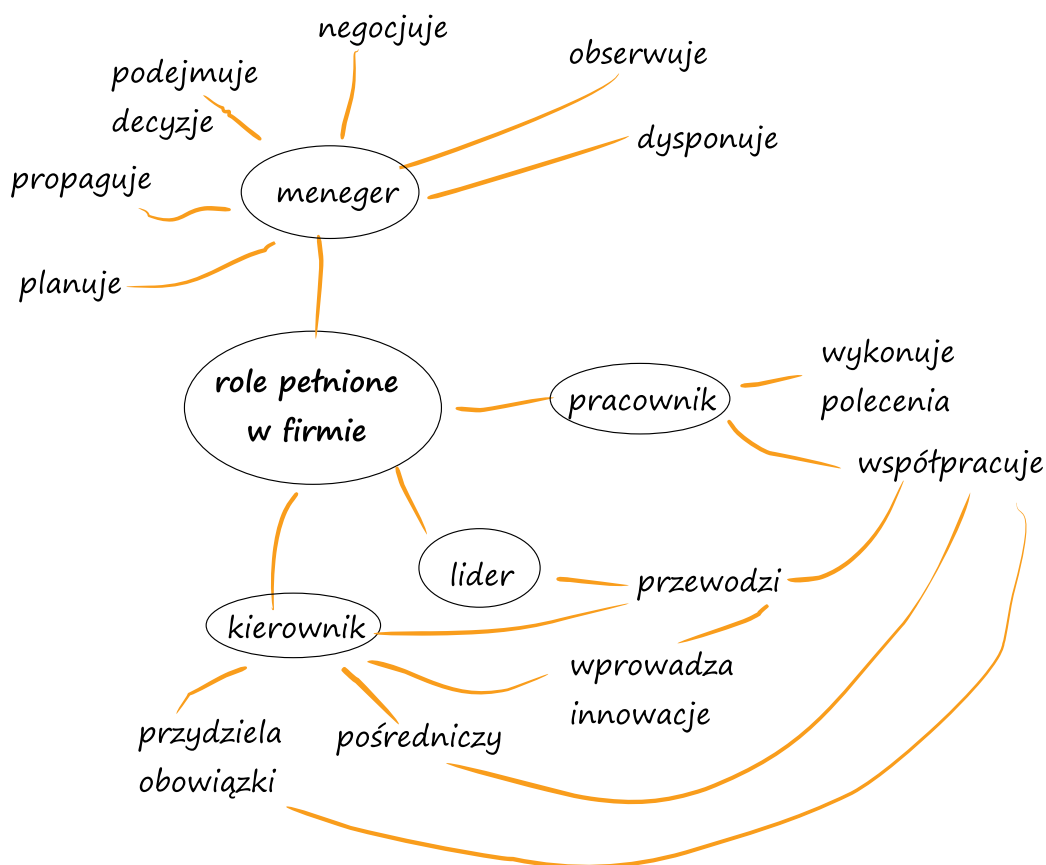 negocjuje
obserwuje
podejmuje
decyzje
dysponuje
propaguje
meneger
planuje
role pełnione
w firmie
pracownik
wykonuje
polecenia
współpracuje
lider
przewodzi
kierownik
wprowadza
innowacje
przydziela
obowiązki
pośredniczy